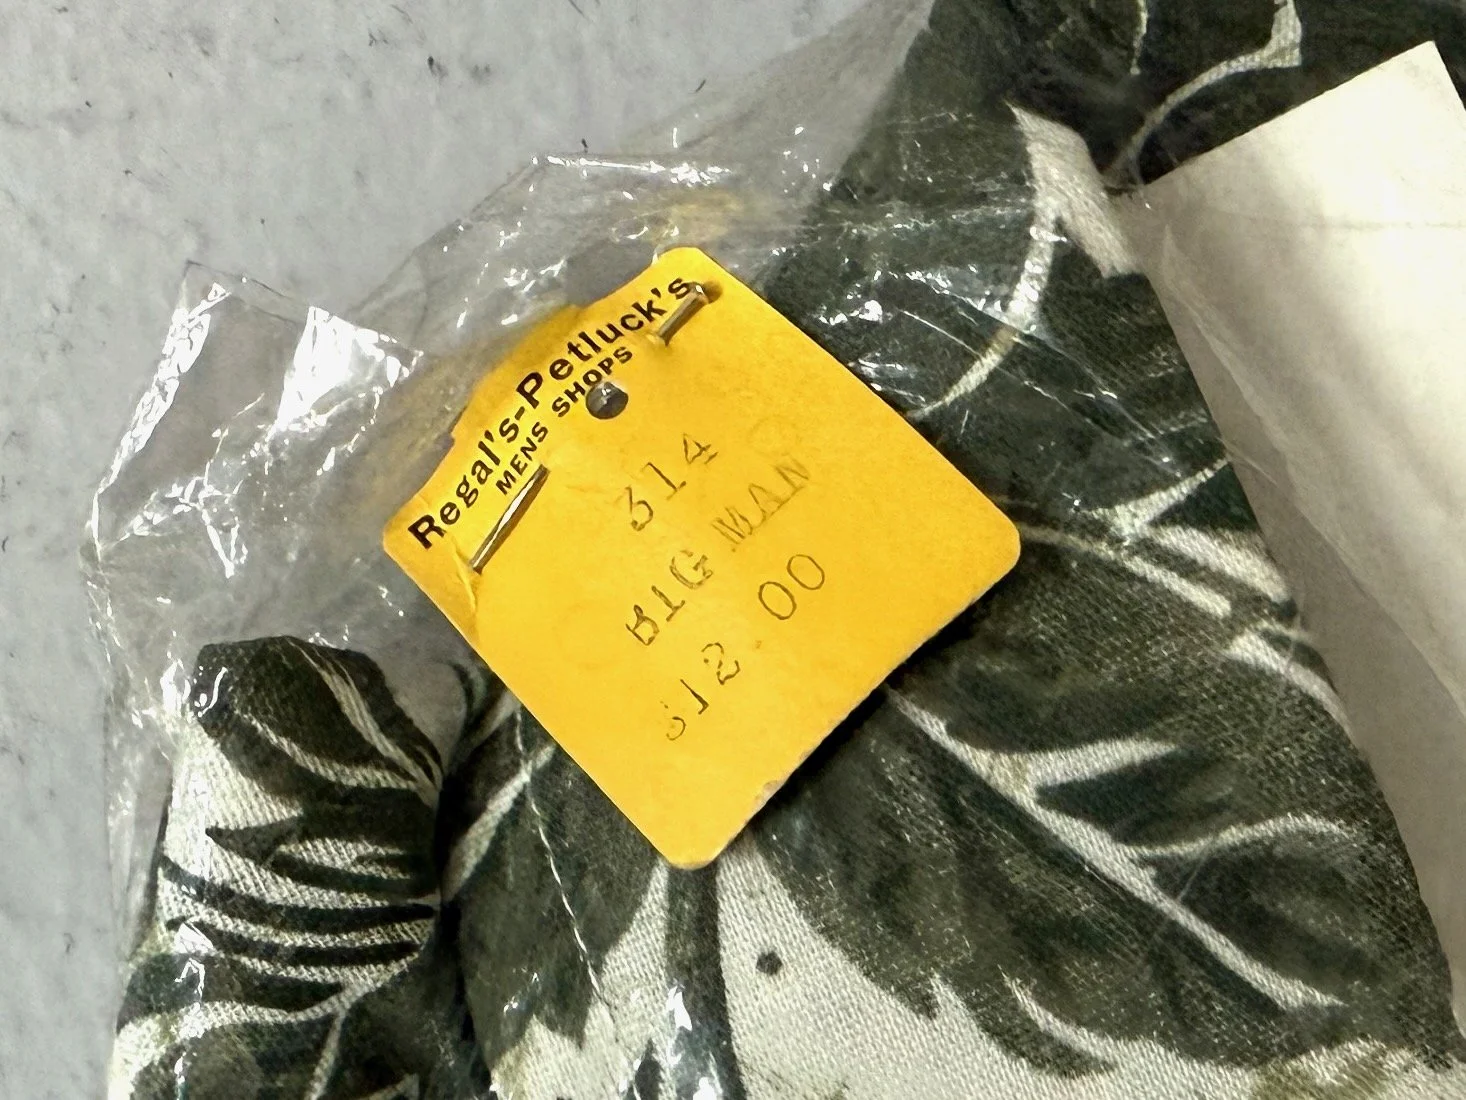 Regal's-Petluck's
MENS SHOPS
314
BIG MAN
$12.00